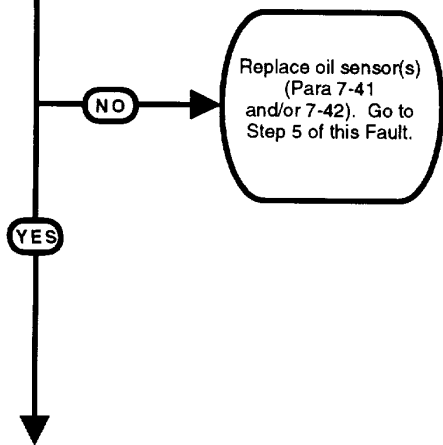 Replace oil sensor(s)
(Para 7-41
and/or 7-42).  Go to
Step 5 of this Fault.
NO
YES